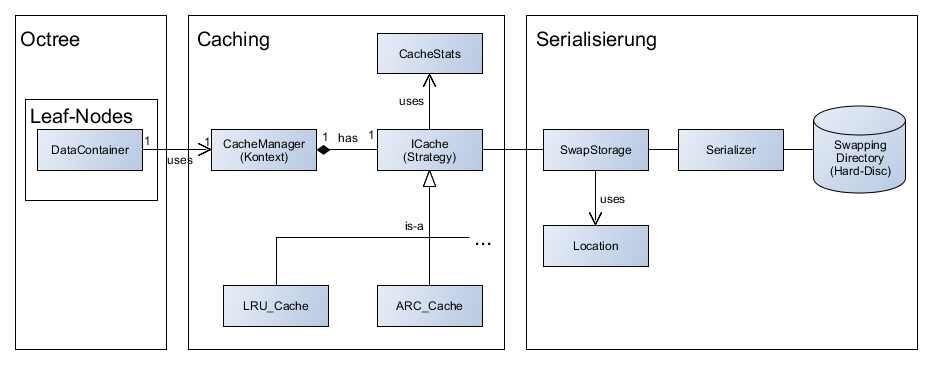 Octree
Leaf-Nodes
DataContainer
1
uses
1
Caching
CacheStats
uses
CacheManager
(Kontext)
1
has
1
ICache
(Strategy)
is-a
...
LRU_Cache
ARC_Cache
Serialisierung
SwapStorage
Serializer
Swapping
Directory
(Hard-Disc)
uses
Location